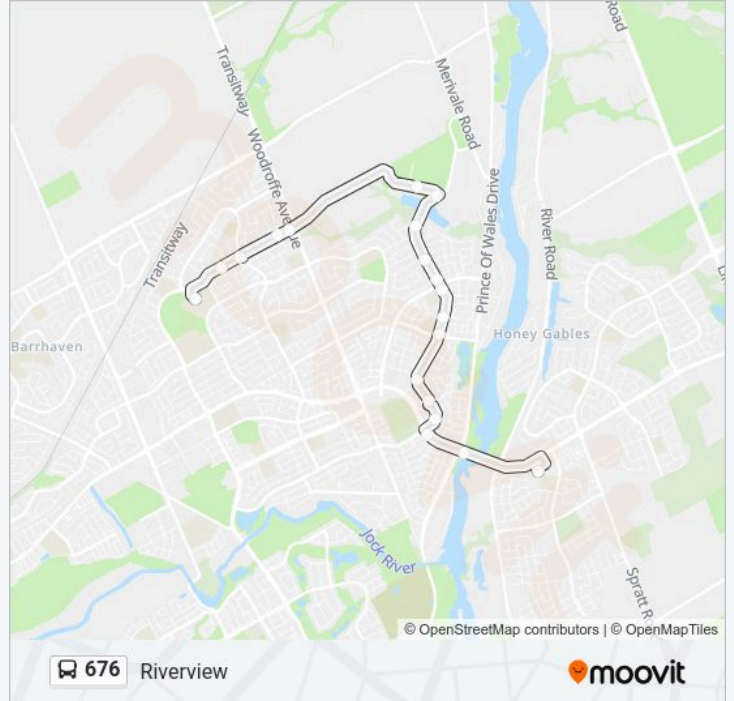 Road
Merivale Road
Transitway
Woodroffe Avenue
Prince Of Wales Drive
River Road
Transitway
Honey Gables
Barrhaven
Jock River
Spratt Ro
© OpenStreetMap contributors | © OpenMapTiles
676 Riverview
moovit